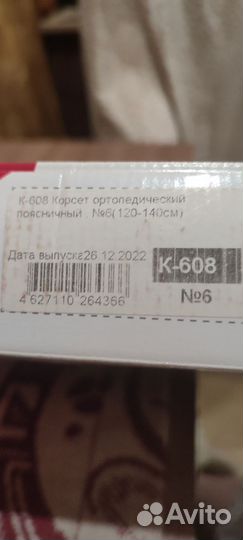 К-608 Корсет ортопедический
поясничный . №6(120-140см)
Дата выпуска26.12.2022
К-608
4 627110 264366
№6
Avito